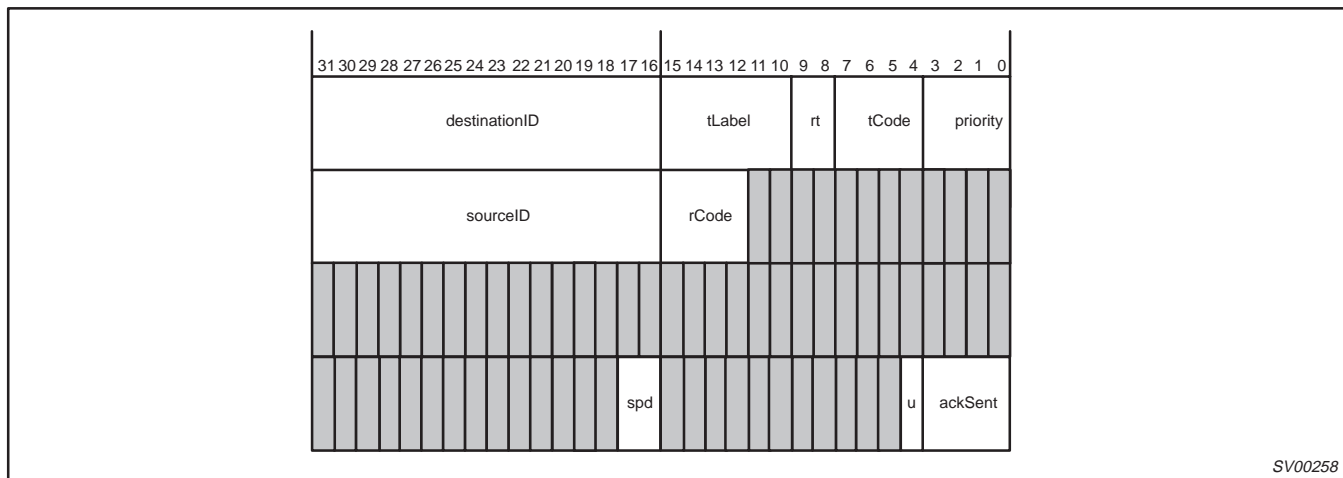 31 30 29 28 27 26 25 24 23 22 21 20 19 18 17 16 15 14 13 12 11 10 9 8 7 6 5 4 3 2 1 0
destinationID tLabel rt tCode priority
sourceID rCode
spd u ackSent
SV00258